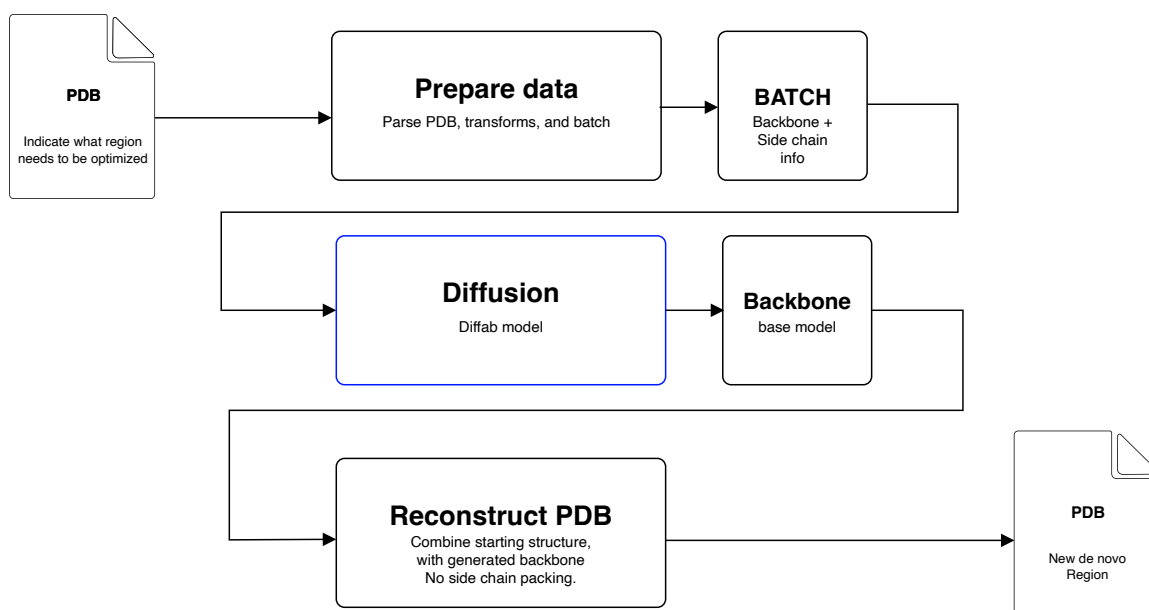 PDB
Indicate what region
needs to be optimized
Prepare data
Parse PDB, transforms, and batch
BATCH
Backbone +
Side chain
info
Diffusion
Diffab model
Backbone
base model
Reconstruct PDB
Combine starting structure,
with generated backbone
No side chain packing.
PDB
New de novo
Region